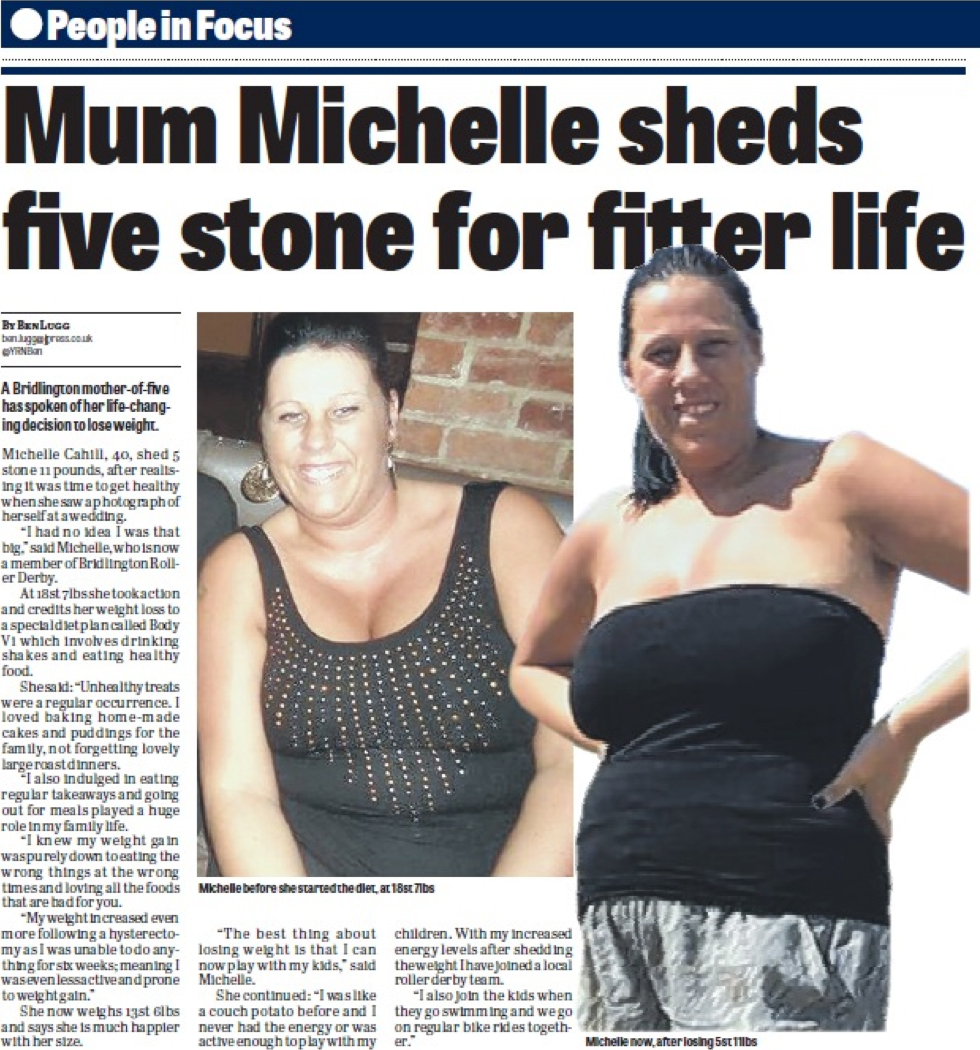 People in Focus
Mum Michelle sheds
five stone for fitter life
By Ben Lugg
ben.lugg@jpress.co.uk
@YRNBen
A Bridlington mother-of-five
has spoken of her life-chang-
ing decision to lose weight.
Michelle Cahill, 40, shed 5
stone 11 pounds, after realis-
ing it was time to get healthy
when she saw a photograph of
herself at a wedding.
“I had no idea I was that
big,” said Michelle, who is now
a member of Bridlington Roll-
er Derby.
At 18st 7lbs she took action
and credits her weight loss to
a special diet plan called Body
V1 which involves drinking
shakes and eating healthy
food.
She said: “Unhealthy treats
were a regular occurrence. I
loved baking home-made
cakes and puddings for the
family, not forgetting lovely
large roast dinners.
“I also indulged in eating
regular takeaways and going
out for meals played a huge
role in my family life.
“I knew my weight gain
was purely down to eating the
wrong things at the wrong
times and loving all the foods
that are bad for you.
“My weight increased even
more following a hysterecto-
my as I was unable to do any-
thing for six weeks; meaning I
was even less active and prone
to weight gain.”
She now weighs 13st 6lbs
and says she is much happier
with her size.
Michelle before she started the diet, at 18st 7lbs
“The best thing about
losing weight is that I can
now play with my kids,” said
Michelle.
She continued: “I was like
a couch potato before and I
never had the energy or was
active enough to play with my
children. With my increased
energy levels after shedding
the weight I have joined a local
roller derby team.
“I also join the kids when
they go swimming and we go
on regular bike rides togeth-
er.”
Michelle now, after losing 5st 11lbs